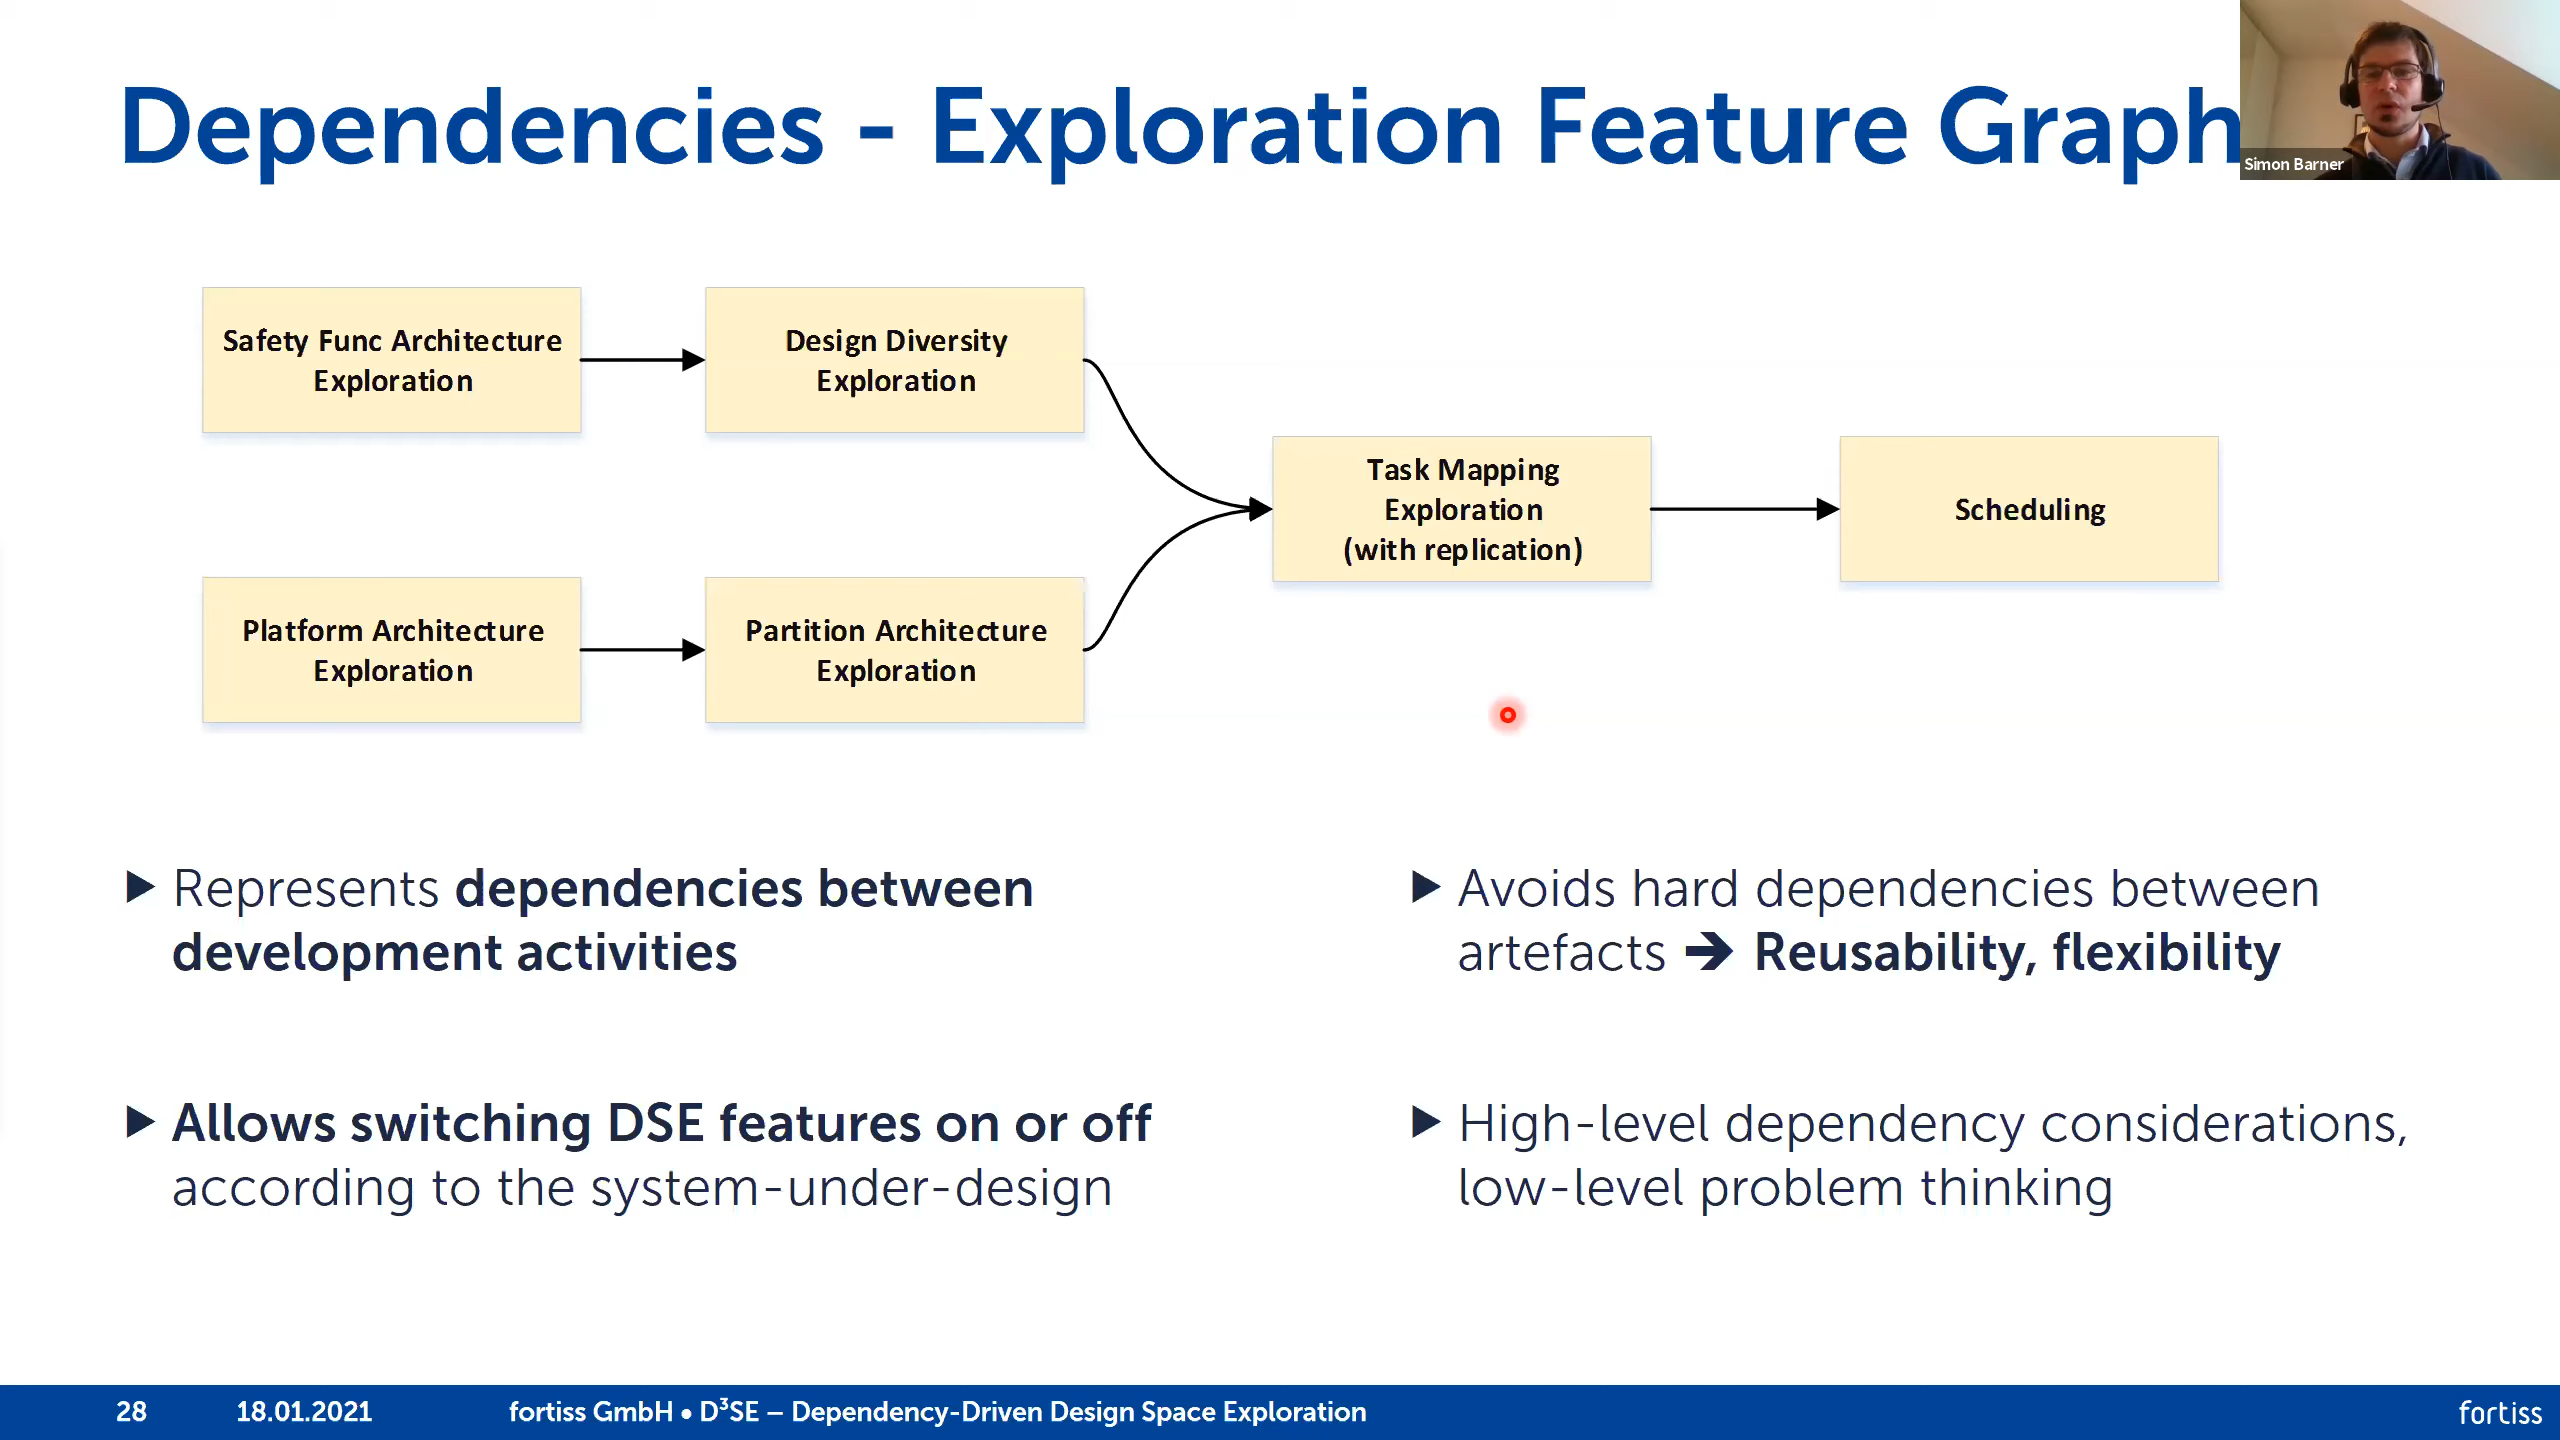 Dependencies - Exploration Feature Graph
Simon Barner
Safety Func Architecture
Exploration
Design Diversity
Exploration
Task Mapping
Exploration
(with replication)
Scheduling
Platform Architecture
Exploration
Partition Architecture
Exploration
▶ Represents dependencies between
development activities
▶ Allows switching DSE features on or off
according to the system-under-design
▶ Avoids hard dependencies between
artefacts ➔ Reusability, flexibility
▶ High-level dependency considerations,
low-level problem thinking
28 18.01.2021 fortiss GmbH • D³SE – Dependency-Driven Design Space Exploration fortiss